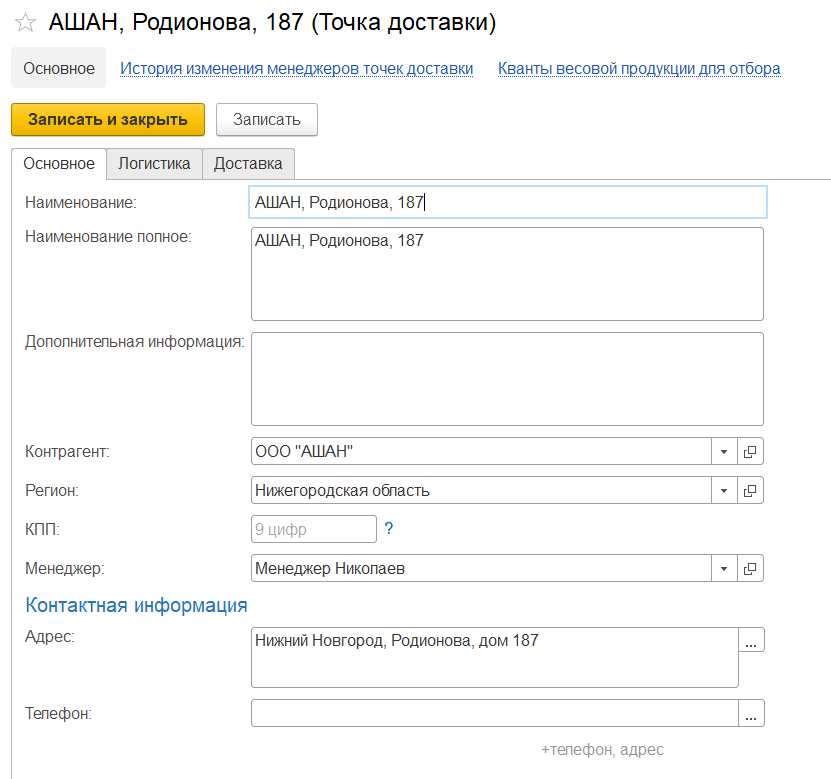 АШАН, Родионова, 187 (Точка доставки)
Основное История изменения менеджеров точек доставки Кванты весовой продукции для отбора
Записать и закрыть Записать
Основное Логистика Доставка
Наименование: АШАН, Родионова, 187
Наименование полное: АШАН, Родионова, 187
Дополнительная информация:
Контрагент: ООО "АШАН"
Регион: Нижегородская область
КПП: 9 цифр ?
Менеджер: Менеджер Николаев
Контактная информация
Адрес: Нижний Новгород, Родионова, дом 187 ...
Телефон: ...
+телефон, адрес